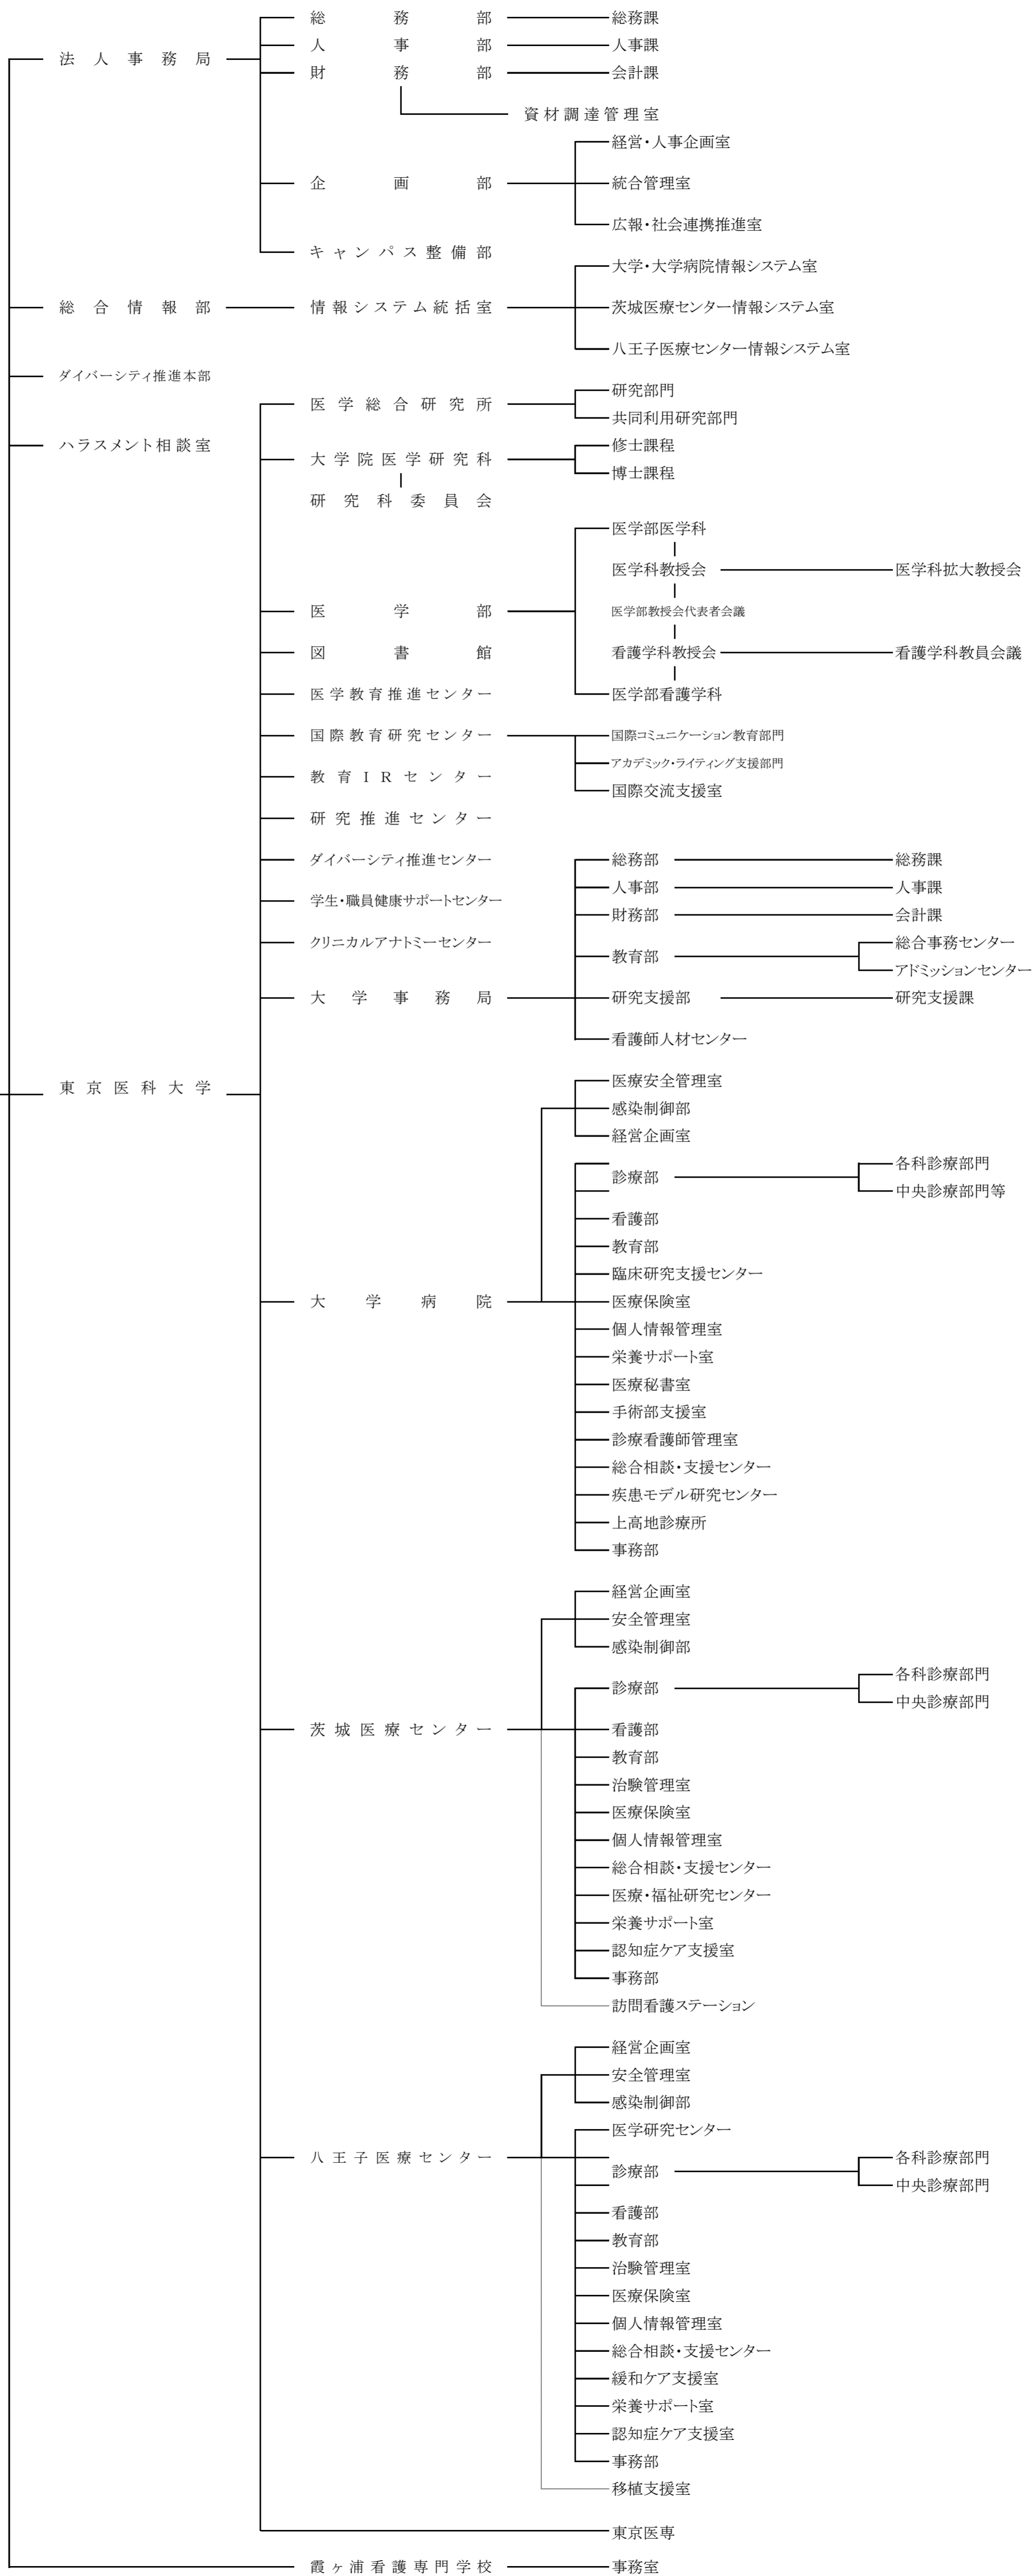 総務部 総務課
人事部 人事課
法人事務局
財務部 会計課
資材調達管理室
経営・人事企画室
企画部 統合管理室
広報・社会連携推進室
キャンパス整備部
大学・大学病院情報システム室
総合情報部 情報システム統括室 茨城医療センター情報システム室
八王子医療センター情報システム室
ダイバーシティ推進本部
研究部門
医学総合研究所
共同利用研究部門
ハラスメント相談室 修士課程
大学院医学研究科
博士課程
研究科委員会
医学部医学科
医学科教授会 医学科拡大教授会
医学部 医学部教授会代表者会議
図書館 看護学科教授会 看護学科教員会議
医学教育推進センター 医学部看護学科
国際教育研究センター 国際コミュニケーション教育部門
アカデミック・ライティング支援部門
教育IRセンター
国際交流支援室
研究推進センター
ダイバーシティ推進センター 総務部 総務課
人事部 人事課
学生・職員健康サポートセンター
財務部 会計課
クリニカルアナトミーセンター 総合事務センター
教育部
アドミッションセンター
大学事務局 研究支援部 研究支援課
看護師人材センター
医療安全管理室
東京医科大学
感染制御部
経営企画室
各科診療部門
診療部
中央診療部門等
看護部
教育部
臨床研究支援センター
大学病院 医療保険室
個人情報管理室
栄養サポート室
医療秘書室
手術部支援室
診療看護師管理室
総合相談・支援センター
疾患モデル研究センター
上高地診療所
事務部
経営企画室
安全管理室
感染制御部
各科診療部門
診療部
中央診療部門
茨城医療センター 看護部
教育部
治験管理室
医療保険室
個人情報管理室
総合相談・支援センター
医療・福祉研究センター
栄養サポート室
認知症ケア支援室
事務部
訪問看護ステーション
経営企画室
安全管理室
感染制御部
医学研究センター
八王子医療センター 各科診療部門
診療部
中央診療部門
看護部
教育部
治験管理室
医療保険室
個人情報管理室
総合相談・支援センター
緩和ケア支援室
栄養サポート室
認知症ケア支援室
事務部
移植支援室
東京医専
霞ヶ浦看護専門学校 事務室